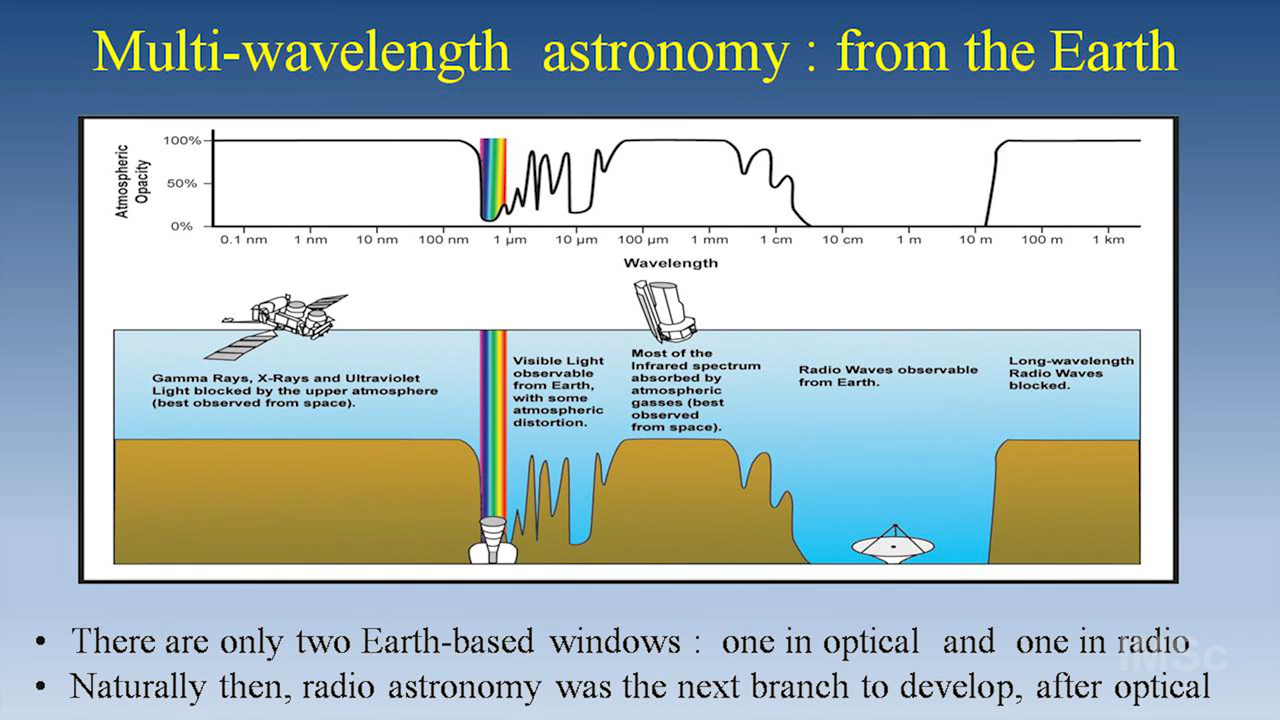 Multi-wavelength astronomy : from the Earth
Atmospheric
Opacity
100%
50%
0%
0.1 nm 1 nm 10 nm 100 nm 1 µm 10 µm 100 µm 1 mm 1 cm 10 cm 1 m 10 m 100 m 1 km
Wavelength
Gamma Rays, X-Rays and Ultraviolet
Light blocked by the upper atmosphere
(best observed from space).
Visible Light
observable
from Earth,
with some
atmospheric
distortion.
Most of the
Infrared spectrum
absorbed by
atmospheric
gasses (best
observed
from space).
Radio Waves observable
from Earth.
Long-wavelength
Radio Waves
blocked.
• There are only two Earth-based windows : one in optical and one in radio
IMSc
• Naturally then, radio astronomy was the next branch to develop, after optical